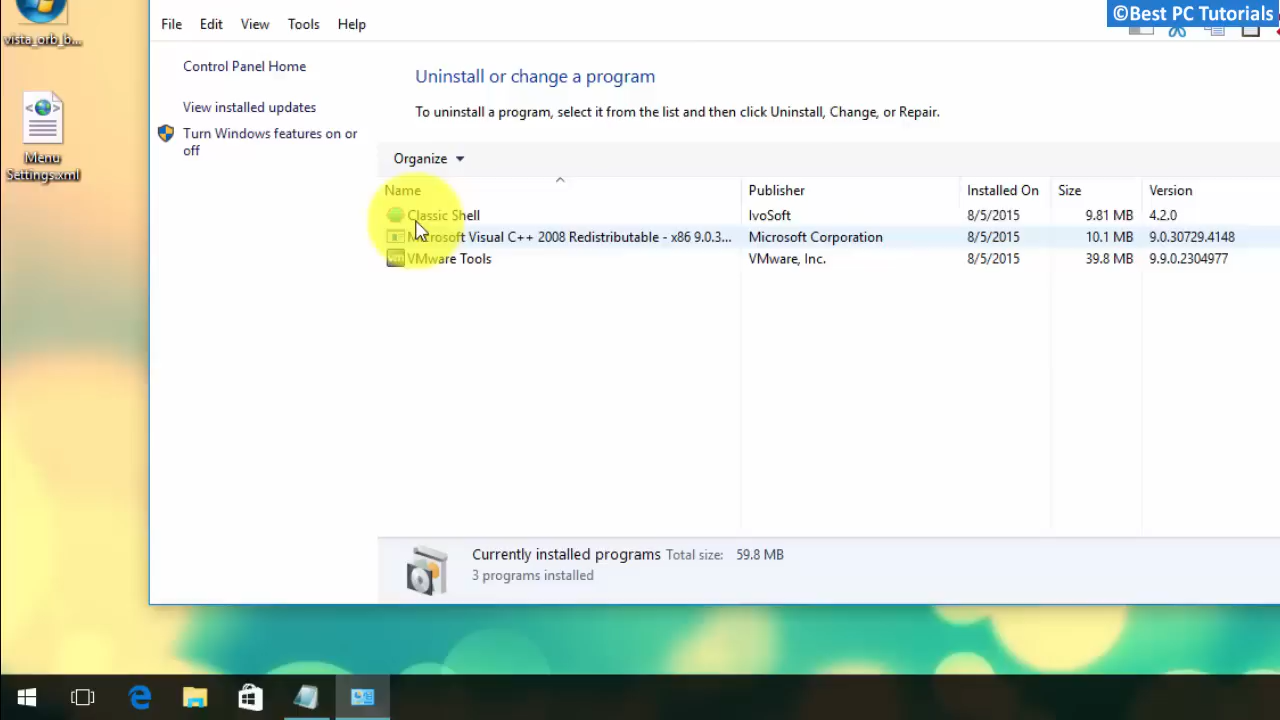 ©Best PC Tutorials
vista_orb_b...
File Edit View Tools Help
Control Panel Home
View installed updates
Turn Windows features on or
off
Menu
Settings.xml
Uninstall or change a program
To uninstall a program, select it from the list and then click Uninstall, Change, or Repair.
Organize
Name Publisher Installed On Size Version
Classic Shell IvoSoft 8/5/2015 9.81 MB 4.2.0
Microsoft Visual C++ 2008 Redistributable - x86 9.0.3... Microsoft Corporation 8/5/2015 10.1 MB 9.0.30729.4148
VMware Tools VMware, Inc. 8/5/2015 39.8 MB 9.9.0.2304977
Currently installed programs Total size: 59.8 MB
3 programs installed